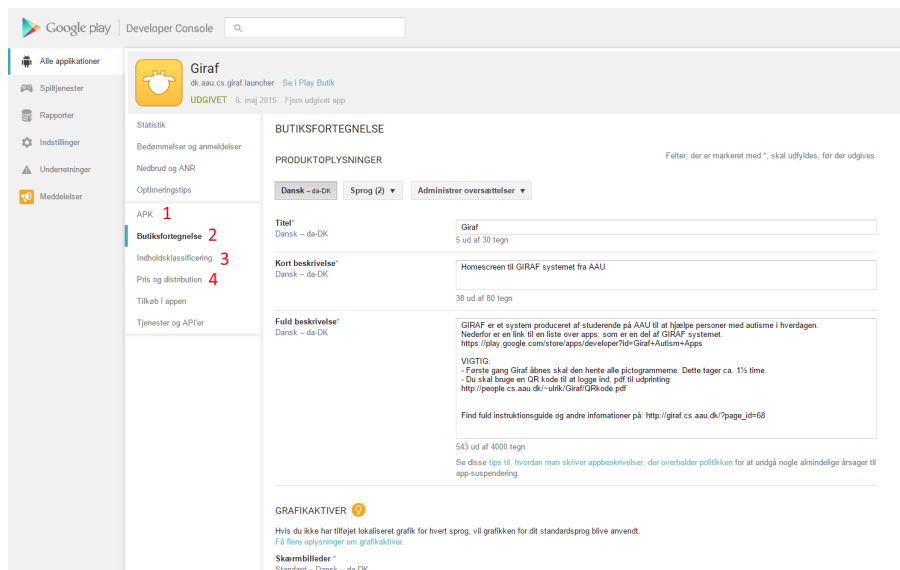 Google play Developer Console
Alle applikationer
Spiltjenester
Rapporter
Indstillinger
Underretninger
Meddelelser
Giraf
dk.aau.cs.giraf.launcher Se i Play Butik
UDGIVET 6. maj 2015 Fjern udgivet app
Statistik
Bedømmelser og anmeldelser
Nedbrud og ANR
Optimeringstips
APK 1
Butiksfortegnelse 2
Indholdsklassificering 3
Pris og distribution 4
Tilkøb i appen
Tjenester og API'er
BUTIKSFORTEGNELSE
PRODUKTOPLYSNINGER
Felter, der er markeret med *, skal udfyldes, før der udgives.
Dansk – da-DK Sprog (2) Administrer oversættelser
Titel*
Dansk – da-DK
Giraf
5 ud af 30 tegn
Kort beskrivelse*
Dansk – da-DK
Homescreen til GIRAF systemet fra AAU.
38 ud af 80 tegn
Fuld beskrivelse*
Dansk – da-DK
GIRAF er et system produceret af studerende på AAU til at hjælpe personer med autisme i hverdagen.
Nederfor er en link til en liste over apps, som er en del af GIRAF systemet.
https://play.google.com/store/apps/developer?id=Giraf+Autism+Apps
VIGTIG:
- Første gang Giraf åbnes skal den hente alle pictogrammerne. Dette tager ca. 1½ time.
- Du skal bruge en QR kode til at logge ind, pdf til udprinting:
http://people.cs.aau.dk/~ulrik/Giraf/QRkode.pdf
Find fuld instruktionsguide og andre infomationer på: http://giraf.cs.aau.dk/?page_id=68
543 ud af 4000 tegn
Se disse tips til, hvordan man skriver appbeskrivelser, der overholder politikken for at undgå nogle almindelige årsager til
app-suspendering.
GRAFIKAKTIVER
Hvis du ikke har tilføjet lokaliseret grafik for hvert sprog, vil grafikken for dit standardsprog blive anvendt.
Få flere oplysninger om grafikaktiver.
Skærmbilleder *
Standard – Dansk – da-DK